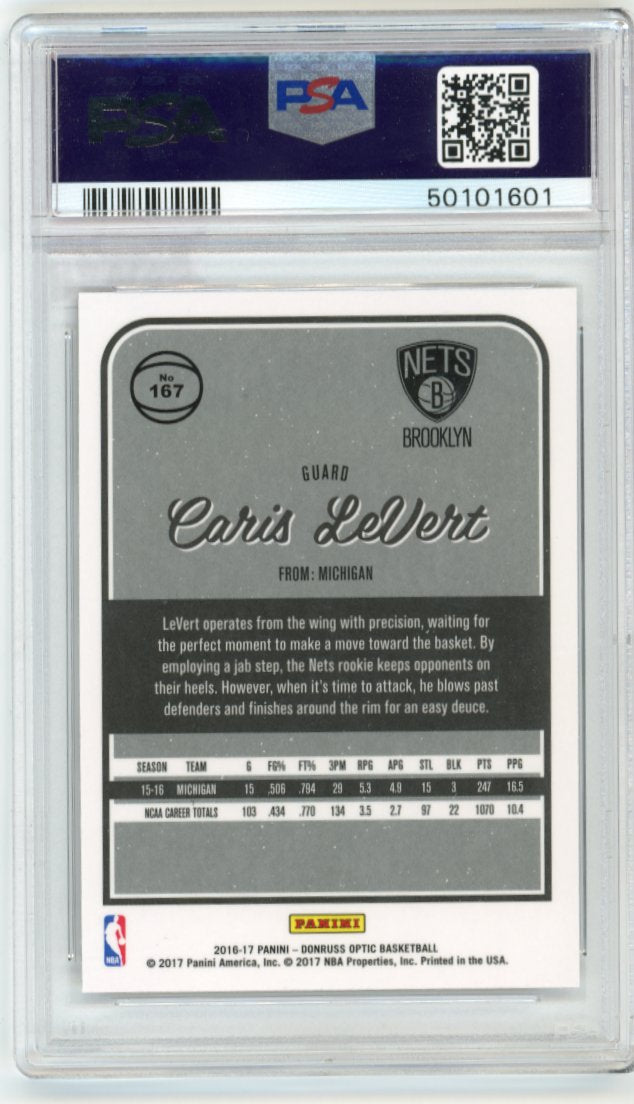 PSA PSA
50101601
No
167
NETS
B
BROOKLYN
GUARD
Caris LeVert
FROM: MICHIGAN
LeVert operates from the wing with precision, waiting for
the perfect moment to make a move toward the basket. By
employing a jab step, the Nets rookie keeps opponents on
their heels. However, when it's time to attack, he blows past
defenders and finishes around the rim for an easy deuce.
SEASON TEAM G FG% FT% 3PM RPG APG STL BLK PTS PPG
15-16 MICHIGAN 15 .506 .794 29 5.3 4.9 15 3 247 16.5
NCAA CAREER TOTALS 103 .434 .770 134 3.5 2.7 97 22 1070 10.4
PANINI
NBA
2016-17 PANINI – DONRUSS OPTIC BASKETBALL
© 2017 Panini America, Inc. © 2017 NBA Properties, Inc. Printed in the USA.